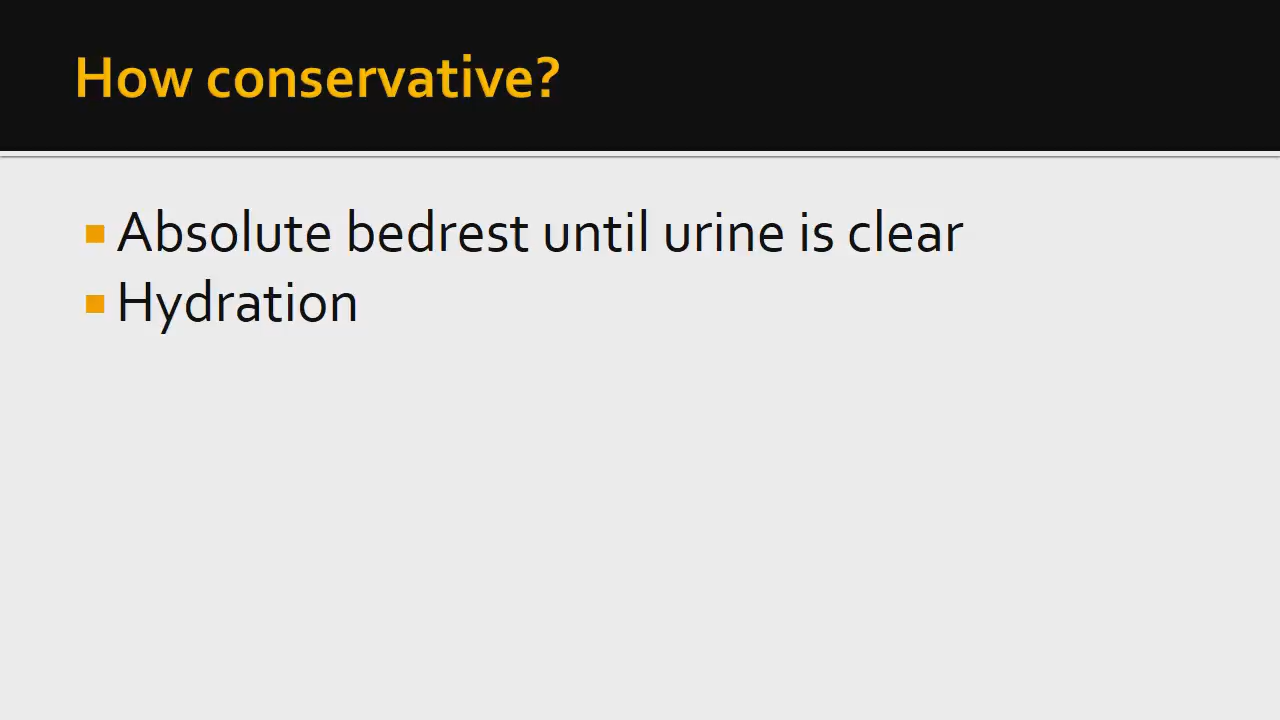 How conservative?
Absolute bedrest until urine is clear
Hydration